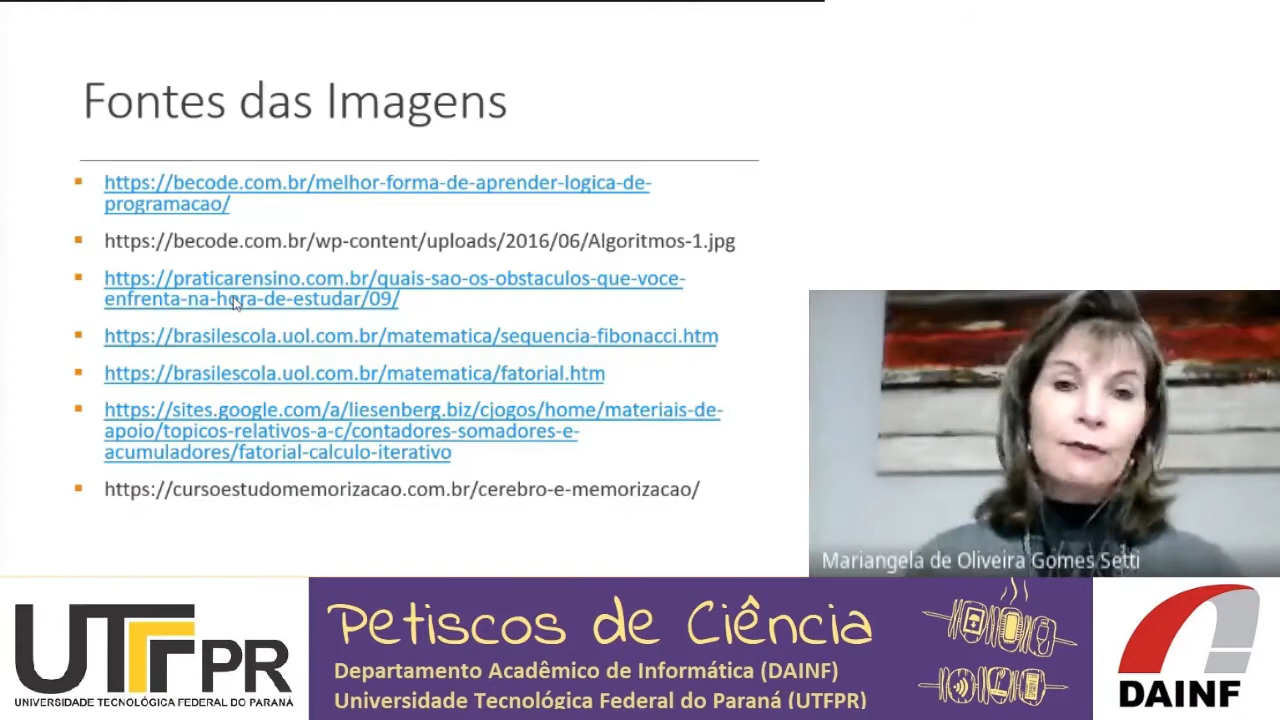 Fontes das Imagens
https://becode.com.br/melhor-forma-de-aprender-logica-de-
programacao/
https://becode.com.br/wp-content/uploads/2016/06/Algoritmos-1.jpg
https://praticarensino.com.br/quais-sao-os-obstaculos-que-voce-
enfrenta-na-hora-de-estudar/09/
https://brasilescola.uol.com.br/matematica/sequencia-fibonacci.htm
https://brasilescola.uol.com.br/matematica/fatorial.htm
https://sites.google.com/a/liesenberg.biz/cjogos/home/materiais-de-
apoio/topicos-relativos-a-c/contadores-somadores-e-
acumuladores/fatorial-calculo-iterativo
https://cursoestudomemorizacao.com.br/cerebro-e-memorizacao/
Mariangela de Oliveira Gomes Setti
UTFPR
UNIVERSIDADE TECNOLÓGICA FEDERAL DO PARANÁ
Petiscos de Ciência
Departamento Acadêmico de Informática (DAINF)
Universidade Tecnológica Federal do Paraná (UTFPR)
DAINF